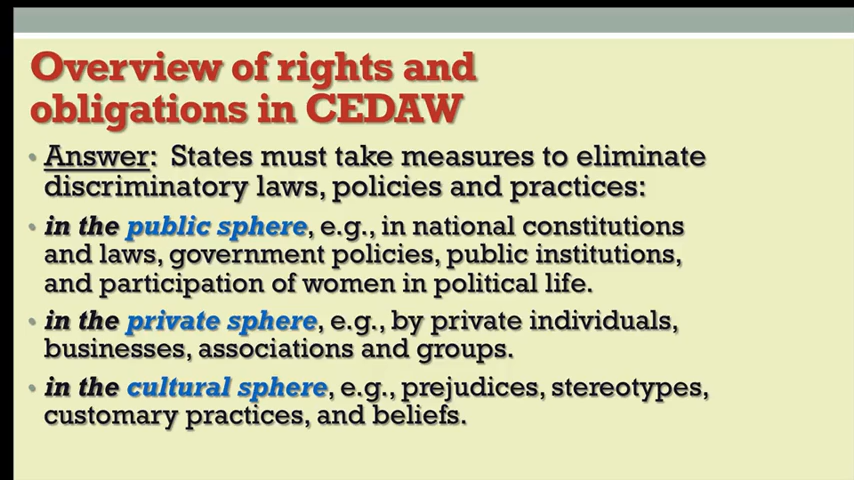 Overview of rights and
obligations in CEDAW
• Answer: States must take measures to eliminate
discriminatory laws, policies and practices:
• in the public sphere, e.g., in national constitutions
and laws, government policies, public institutions,
and participation of women in political life.
• in the private sphere, e.g., by private individuals,
businesses, associations and groups.
• in the cultural sphere, e.g., prejudices, stereotypes,
customary practices, and beliefs.